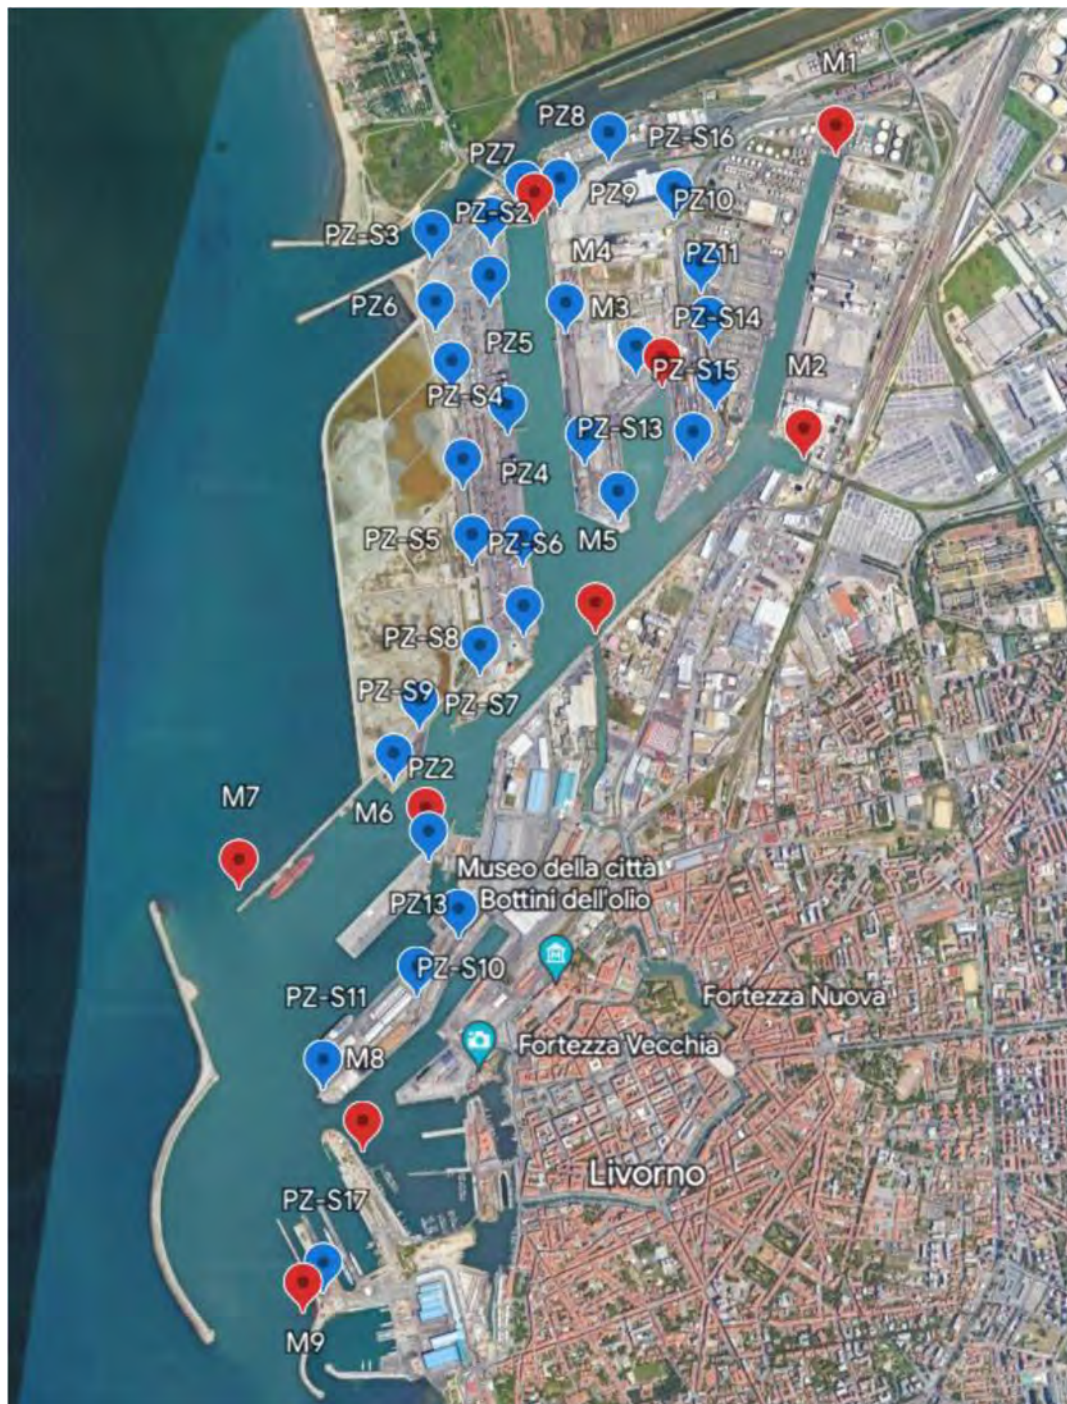 M1
PZ8
PZ-S16
PZ7
PZ9
PZ10
PZ-S2
PZ-S3
M4
PZ11
PZ6
M3
PZ-S14
PZ5
M2
PZ-S15
PZ-S4
PZ-S13
PZ4
PZ-S5
PZ-S6
M5
PZ-S8
PZ-S9
PZ-S7
PZ2
M7
M6
Museo della città
Bottini dell'olio
PZ13
PZ-S10
PZ-S11
Fortezza Nuova
Fortezza Vecchia
M8
Livorno
PZ-S17
M9